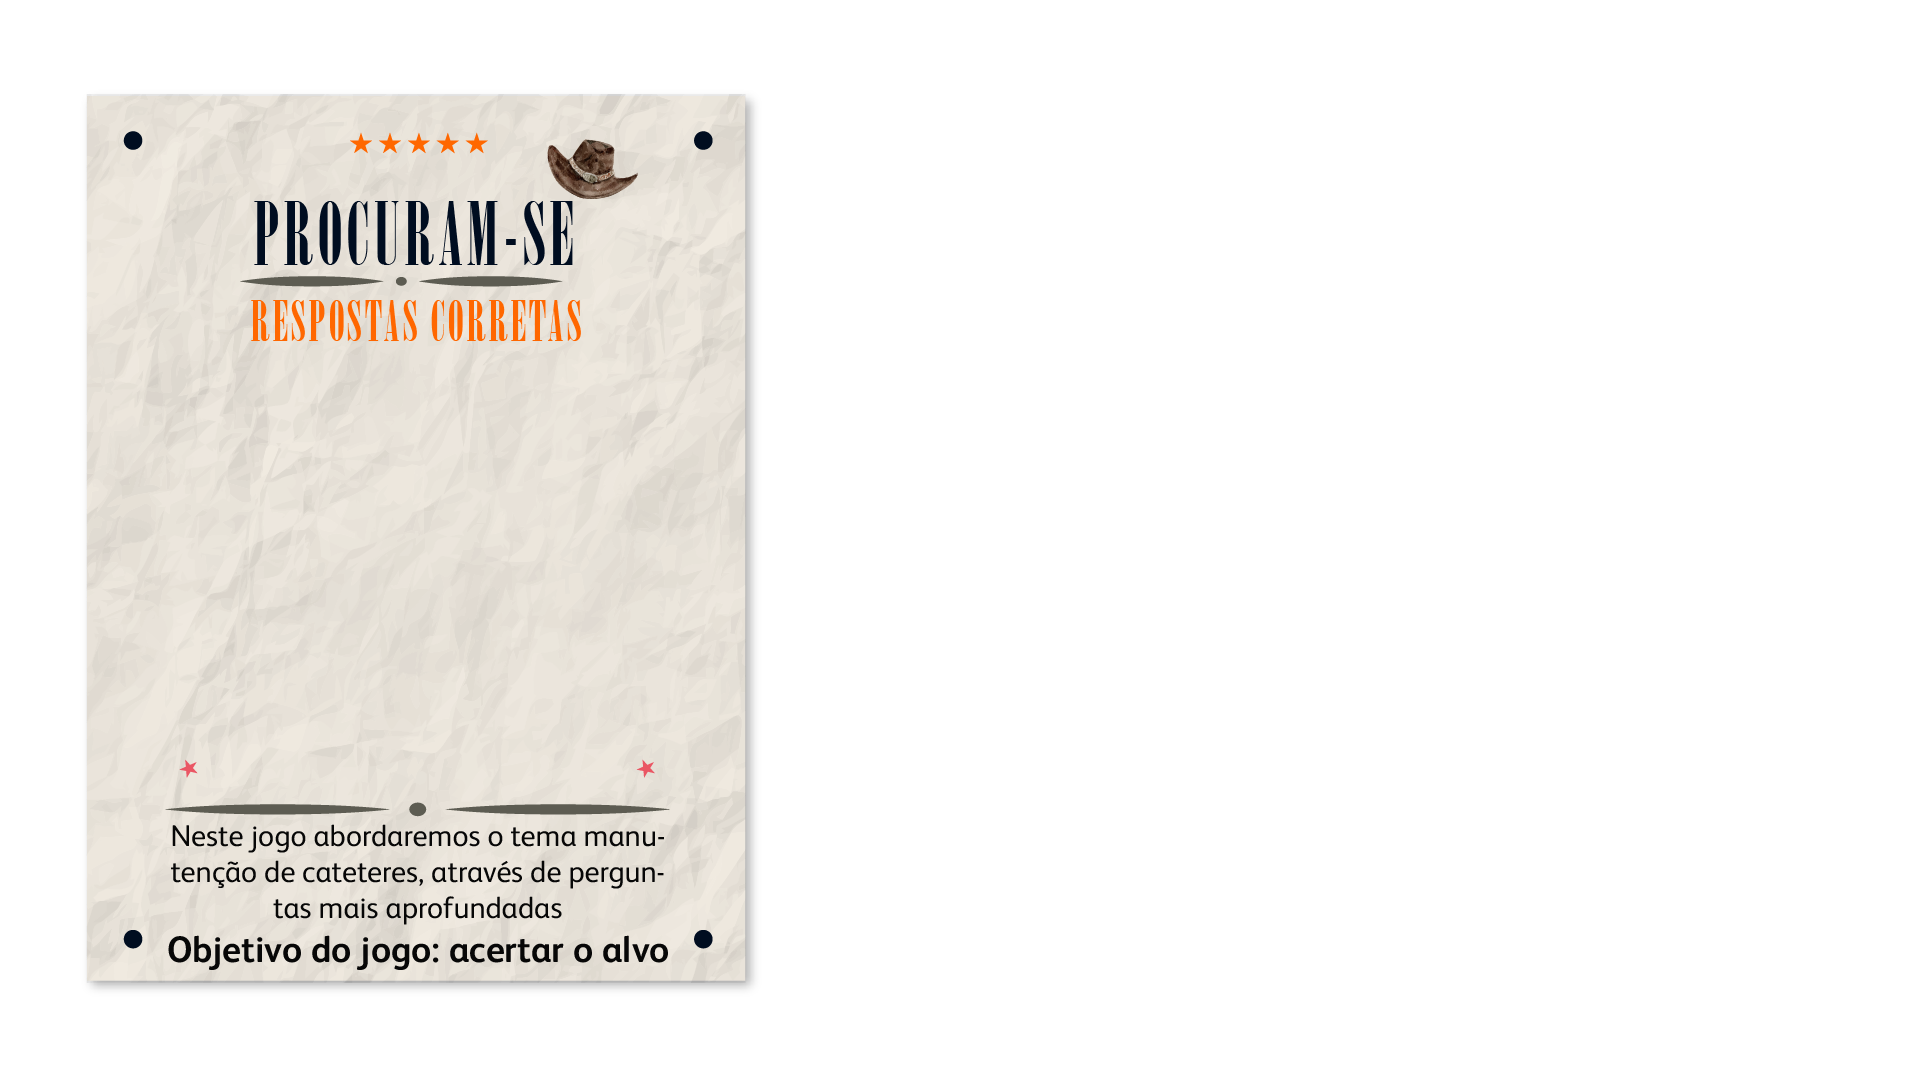 PROCURAM-SE
RESPOSTAS CORRETAS
Neste jogo abordaremos o tema manu-
tenção de cateteres, através de pergun-
tas mais aprofundadas
Objetivo do jogo: acertar o alvo